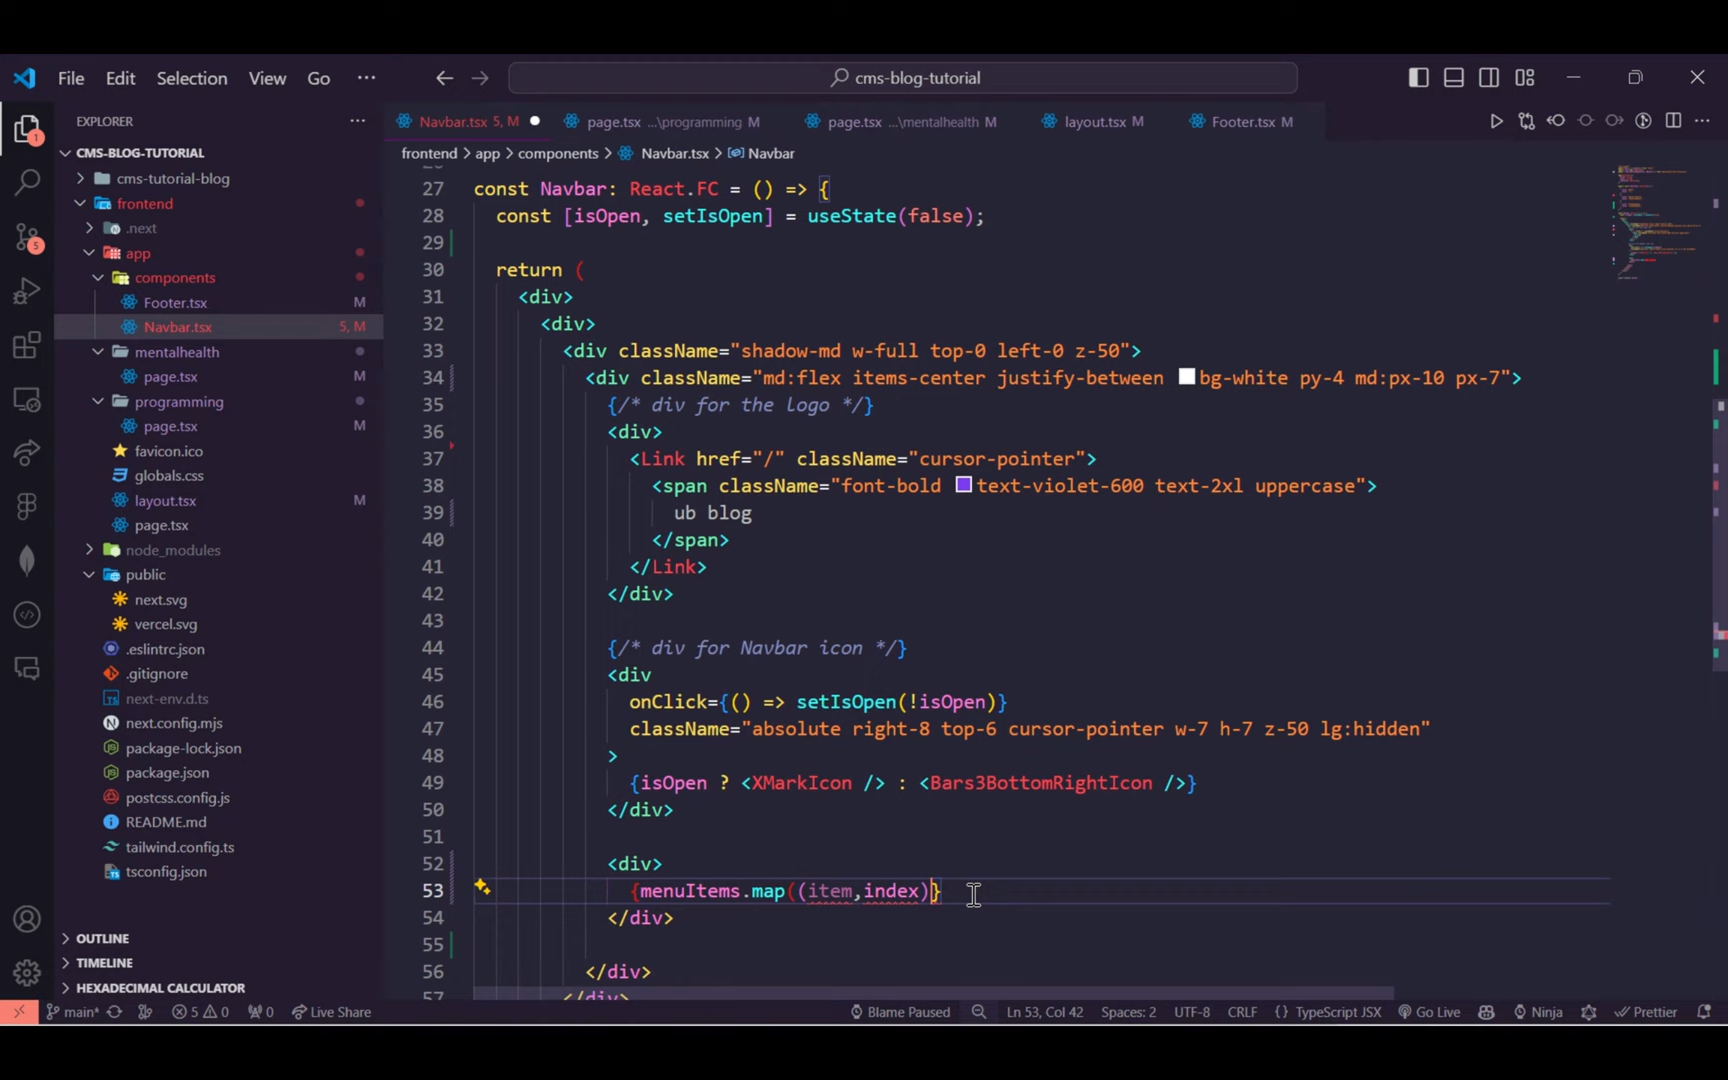 File Edit Selection View Go ··· cms-blog-tutorial
EXPLORER ···
CMS-BLOG-TUTORIAL
cms-tutorial-blog
frontend
.next
app
components
Footer.tsx M
Navbar.tsx 5, M
mentalhealth
page.tsx M
programming
page.tsx M
favicon.ico
globals.css
layout.tsx M
page.tsx
node_modules
public
next.svg
vercel.svg
.eslintrc.json
.gitignore
next-env.d.ts
next.config.mjs
package-lock.json
package.json
postcss.config.js
README.md
tailwind.config.ts
tsconfig.json
OUTLINE
TIMELINE
HEXADECIMAL CALCULATOR
Navbar.tsx 5, M page.tsx ...\programming M page.tsx ...\mentalhealth M layout.tsx M Footer.tsx M
frontend > app > components > Navbar.tsx > Navbar
27 const Navbar: React.FC = () => {
28 const [isOpen, setIsOpen] = useState(false);
29
30 return (
31 <div>
32 <div>
33 <div className="shadow-md w-full top-0 left-0 z-50">
34 <div className="md:flex items-center justify-between bg-white py-4 md:px-10 px-7">
35 {/* div for the logo */}
36 <div>
37 <Link href="/" className="cursor-pointer">
38 <span className="font-bold text-violet-600 text-2xl uppercase">
39 ub blog
40 </span>
41 </Link>
42 </div>
43
44 {/* div for Navbar icon */}
45 <div
46 onClick={() => setIsOpen(!isOpen)}
47 className="absolute right-8 top-6 cursor-pointer w-7 h-7 z-50 lg:hidden"
48 >
49 {isOpen ? <XMarkIcon /> : <Bars3BottomRightIcon />}
50 </div>
51
52 <div>
53 {menuItems.map((item,index)}
54 </div>
55
56 </div>
57 </div>
main* 5 0 0 Live Share Blame Paused Ln 53, Col 42 Spaces: 2 UTF-8 CRLF {} TypeScript JSX Go Live Ninja Prettier